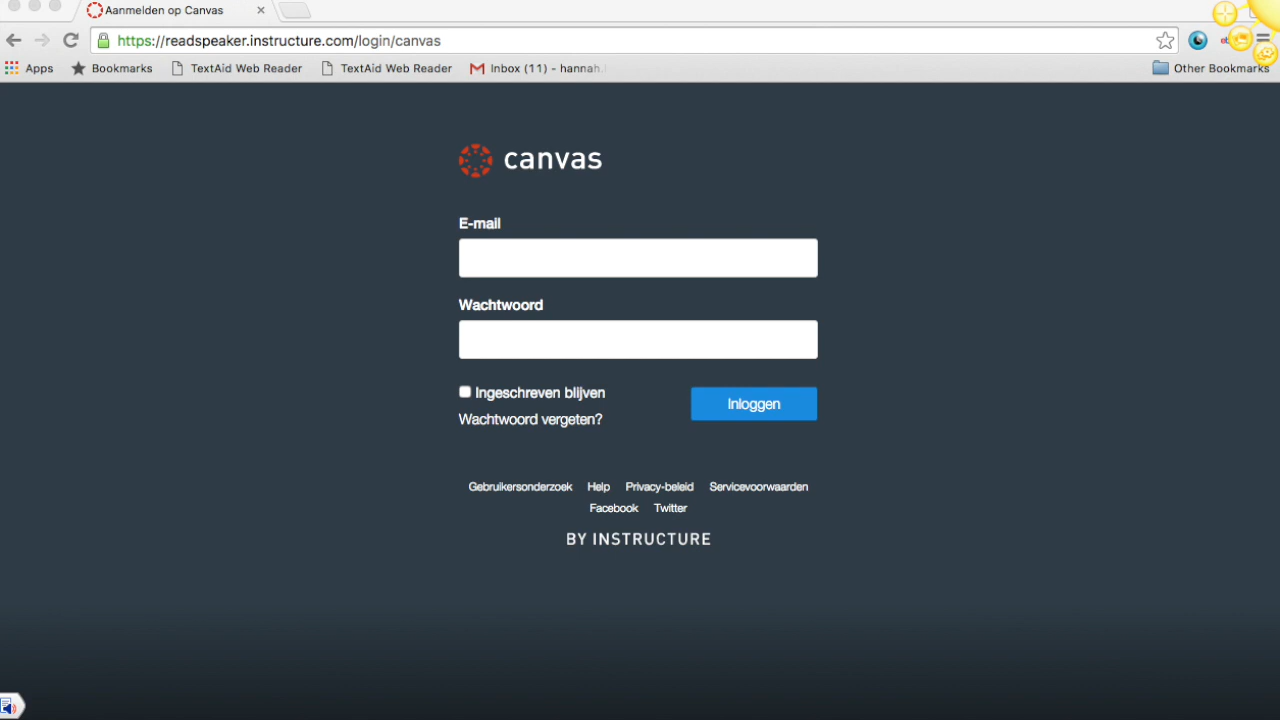 Aanmelden op Canvas
https://readspeaker.instructure.com/login/canvas
Apps Bookmarks TextAid Web Reader TextAid Web Reader Inbox (11) - hannah. Other Bookmarks
canvas
E-mail
Wachtwoord
Ingeschreven blijven
Inloggen
Wachtwoord vergeten?
Gebruikersonderzoek Help Privacy-beleid Servicevoorwaarden
Facebook Twitter
BY INSTRUCTURE